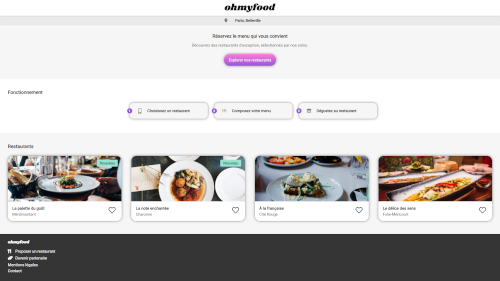 ohmyfood
Paris, Belleville
Réservez le menu qui vous convient
Découvrez des restaurants d'exception, sélectionnés par nos soins.
Explorer nos restaurants
Fonctionnement
1 Choisissez un restaurant
2 Composez votre menu
3 Dégustez au restaurant
Restaurants
Nouveau
Nouveau
La palette du goût
Ménilmontant
La note enchantée
Charonne
À la française
Cité Rouge
Le délice des sens
Folie-Méricourt
ohmyfood
Proposer un restaurant
Devenir partenaire
Mentions légales
Contact